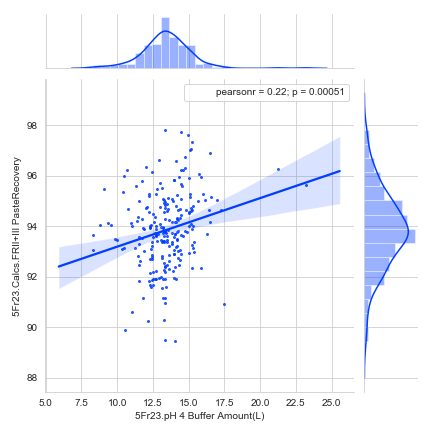 pearsonr = 0.22; p = 0.00051
98
96
94
92
90
88
5Fr23.Calcs.FRII+III PasteRecovery
5.0 7.5 10.0 12.5 15.0 17.5 20.0 22.5 25.0
5Fr23.pH 4 Buffer Amount(L)